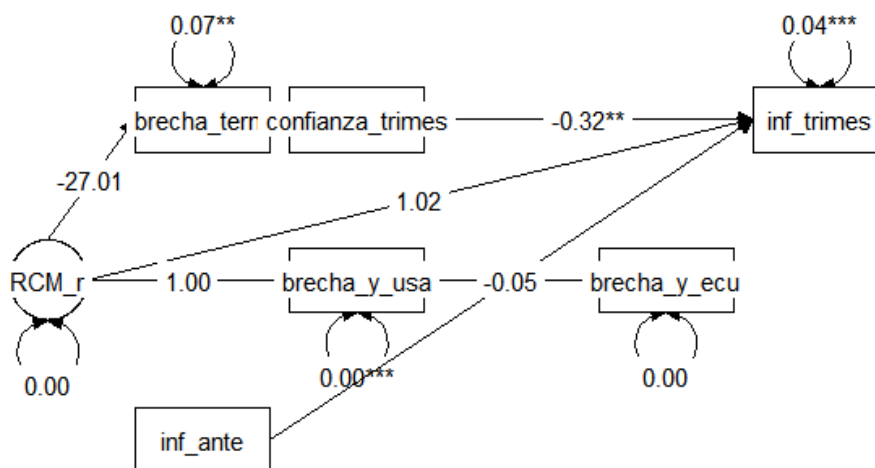 0.07**
0.04***
brecha_tern
confianza_trimes
-0.32**
inf_trimes
-27.01
1.02
RCM_r
1.00
brecha_y_usa
-0.05
brecha_y_ecu
0.00
0.00***
0.00
inf_ante